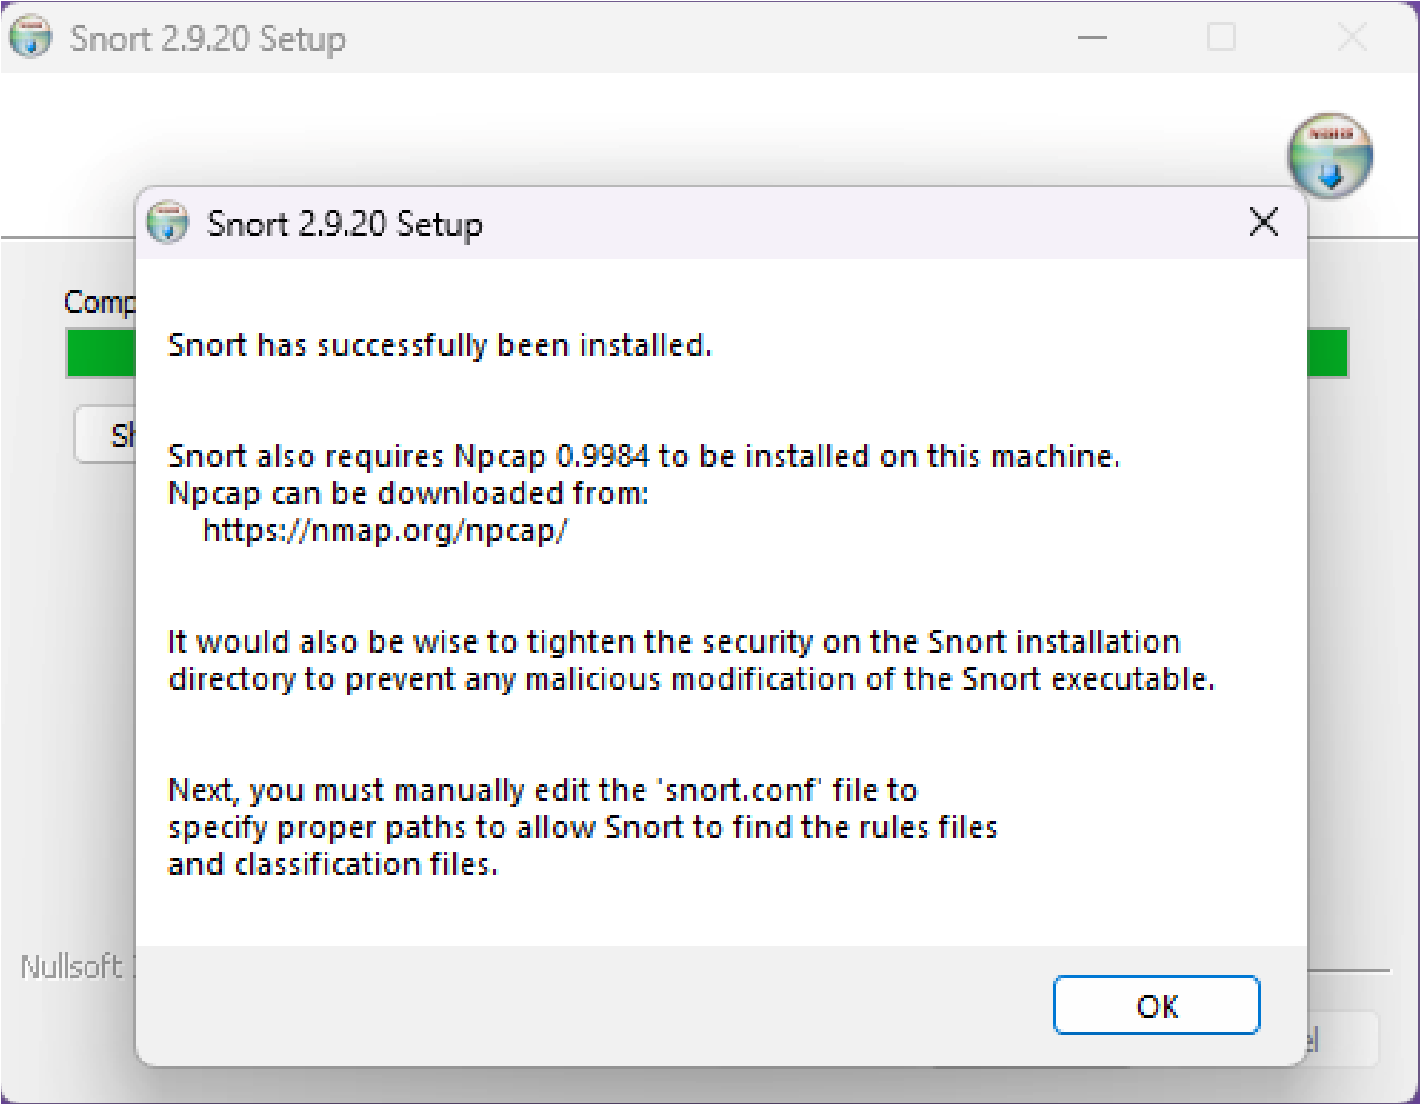 Snort 2.9.20 Setup
Snort 2.9.20 Setup
Comp
Snort has successfully been installed.
Sh
Snort also requires Npcap 0.9984 to be installed on this machine.
Npcap can be downloaded from:
https://nmap.org/npcap/
It would also be wise to tighten the security on the Snort installation
directory to prevent any malicious modification of the Snort executable.
Next, you must manually edit the 'snort.conf' file to
specify proper paths to allow Snort to find the rules files
and classification files.
Nullsoft
OK
el